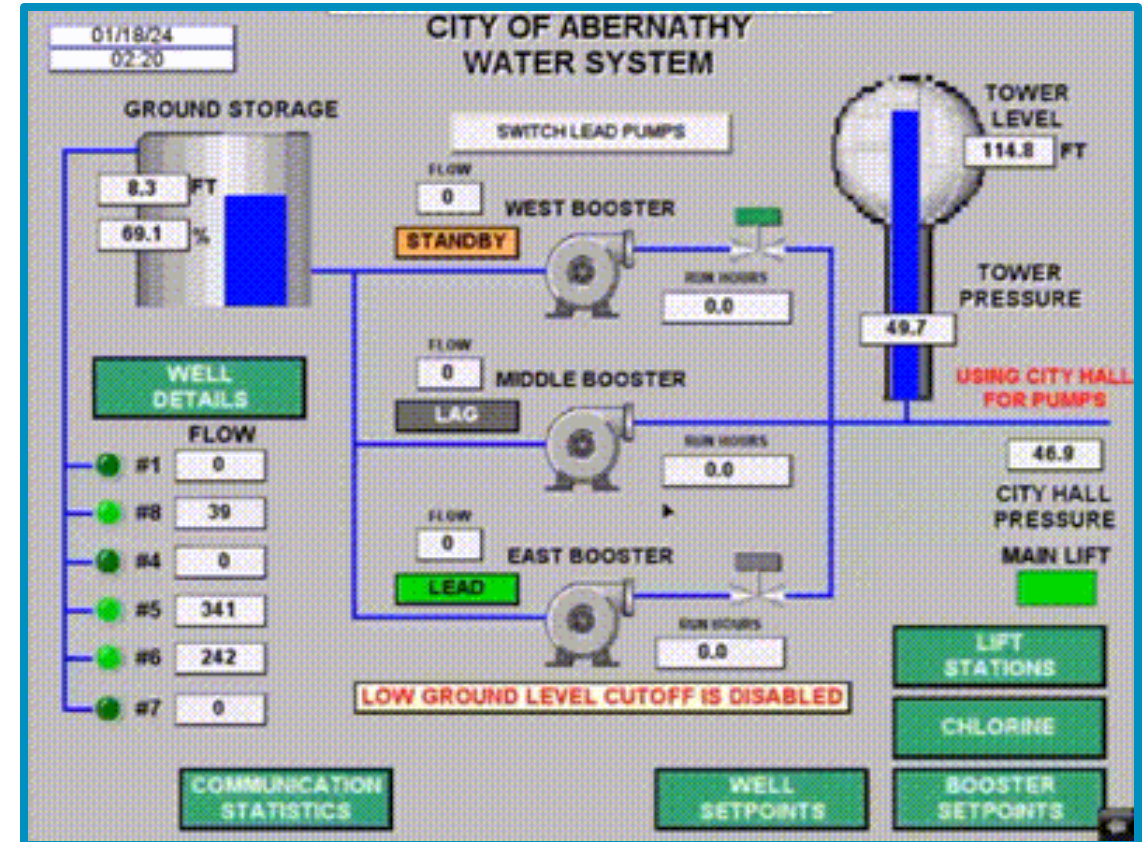 CITY OF ABERNATHY
WATER SYSTEM
01/18/24
02:20
GROUND STORAGE
8.3 FT
69.1 %
SWITCH LEAD PUMPS
TOWER
LEVEL
114.8 FT
TOWER
PRESSURE
49.7
FLOW
0
WEST BOOSTER
STANDBY
RUN HOURS
0.0
FLOW
0
MIDDLE BOOSTER
LAG
RUN HOURS
0.0
FLOW
0
EAST BOOSTER
LEAD
RUN HOURS
0.0
WELL
DETAILS
FLOW
#1 0
#8 39
#4 0
#5 341
#6 242
#7 0
USING CITY HALL
FOR PUMPS
46.9
CITY HALL
PRESSURE
MAIN LIFT
LOW GROUND LEVEL CUTOFF IS DISABLED
LIFT
STATIONS
CHLORINE
COMMUNICATION
STATISTICS
WELL
SETPOINTS
BOOSTER
SETPOINTS